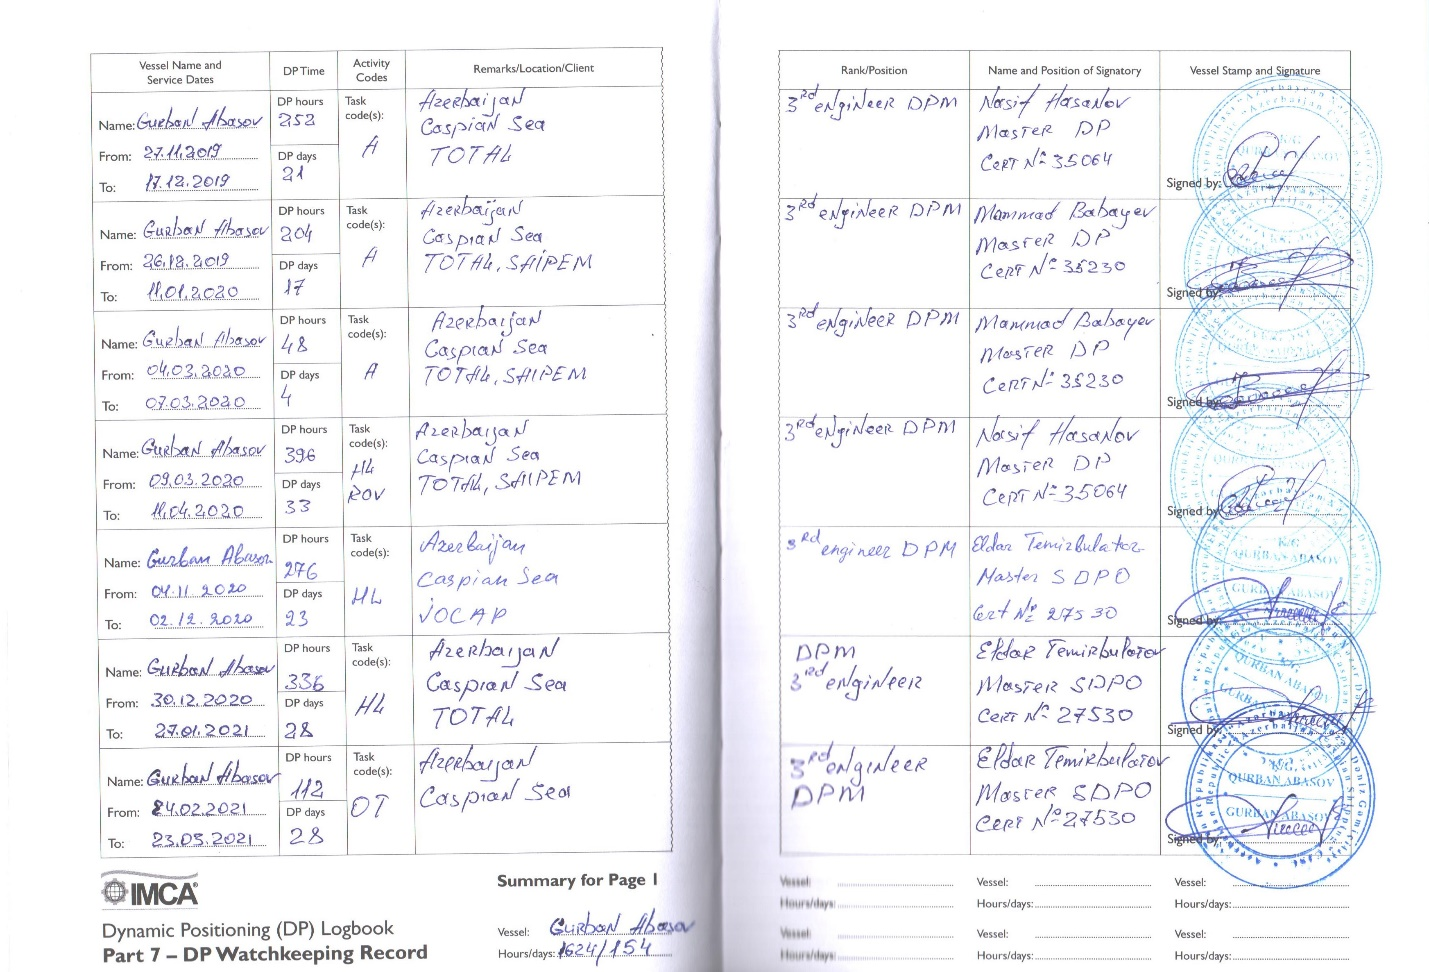 Vessel Name and Service Dates | DP Time | Activity Codes | Remarks/Location/Client | Rank/Position | Name and Position of Signatory | Vessel Stamp and Signature
Name: Gurban Abasov
From: 27.11.2019
To: 17.12.2019
DP hours
252
DP days
21
Task code(s):
A
Azerbaijan
Caspian Sea
TOTAL
3Rd engineer DPM
Nasif Hasanov
Master DP
Cert № 35064
Signed by:
Name: Gurban Abasov
From: 26.12.2019
To: 11.01.2020
DP hours
204
DP days
17
Task code(s):
A
Azerbaijan
Caspian Sea
TOTAL, SAIPEM
3Rd engineer DPM
Mammad Babayev
Master DP
Cert № 35230
Signed by:
Name: Gurban Abasov
From: 04.03.2020
To: 07.03.2020
DP hours
48
DP days
4
Task code(s):
A
Azerbaijan
Caspian Sea
TOTAL, SAIPEM
3Rd engineer DPM
Mammad Babayev
Master DP
Cert № 35230
Signed by:
Name: Gurban Abasov
From: 09.03.2020
To: 11.04.2020
DP hours
396
DP days
33
Task code(s):
HL
ROV
Azerbaijan
Caspian Sea
TOTAL, SAIPEM
3Rd engineer DPM
Nasif Hasanov
Master DP
Cert № 35064
Signed by
Name: Gurban Abasov
From: 04.11.2020
To: 02.12.2020
DP hours
276
DP days
23
Task code(s):
HL
Azerbaijan
Caspian Sea
JOCAP
3Rd engineer DPM
Eldar Temirbulatov
Master SDPO
Cert № 27530
Signed by
Name: Gurban Abasov
From: 30.12.2020
To: 27.01.2021
DP hours
336
DP days
28
Task code(s):
HL
Azerbaijan
Caspian Sea
TOTAL
DPM
3Rd engineer
Eldar Temirbulatov
Master SDPO
Cert № 27530
Signed by
Name: Gurban Abasov
From: 24.02.2021
To: 23.03.2021
DP hours
112
DP days
28
Task code(s):
OT
Azerbaijan
Caspian Sea
3Rd engineer
DPM
Eldar Temirbulatov
Master SDPO
Cert № 27530
Signed by
QURBAN ABASOV
GURBAN ABASOV
IMCA
Dynamic Positioning (DP) Logbook
Part 7 – DP Watchkeeping Record
Summary for Page 1
Vessel: Gurban Abasov
Hours/days: 1624/154
Vessel: Vessel: Vessel:
Hours/days: Hours/days: Hours/days:
Vessel: Vessel: Vessel:
Hours/days: Hours/days: Hours/days: